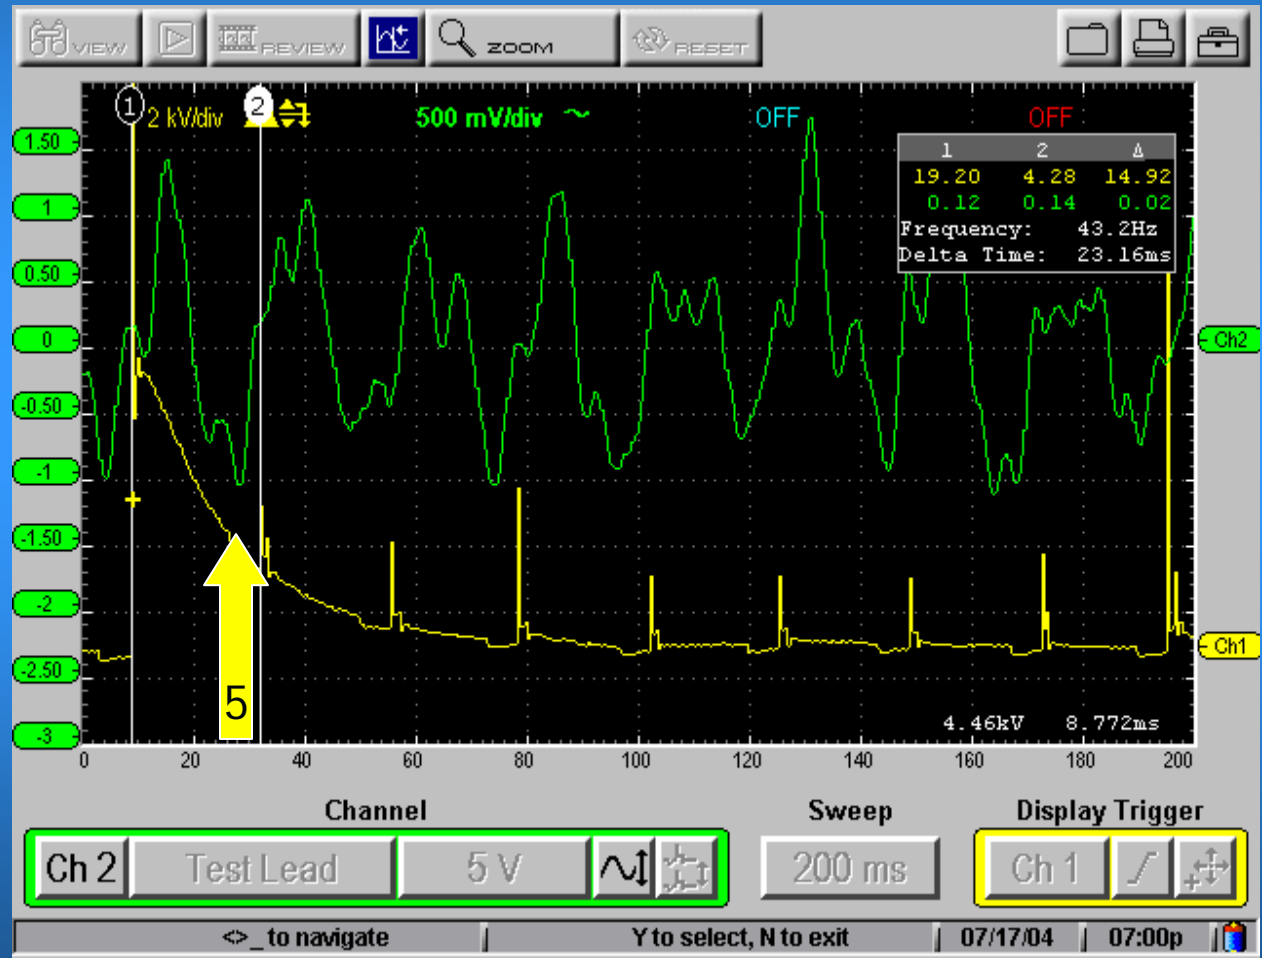 VIEW REVIEW ZOOM RESET
1 2 kV/div 2 500 mV/div ~ OFF OFF
1 2 Δ
19.20 4.28 14.92
0.12 0.14 0.02
Frequency: 43.2Hz
Delta Time: 23.16ms
1.50
1
0.50
0
-0.50
-1
-1.50
-2
-2.50
-3
Ch2
Ch1
5
4.46kV 8.772ms
0 20 40 60 80 100 120 140 160 180 200
Channel Sweep Display Trigger
Ch 2 Test Lead 5 V 200 ms Ch 1
<>_ to navigate Y to select, N to exit 07/17/04 07:00p